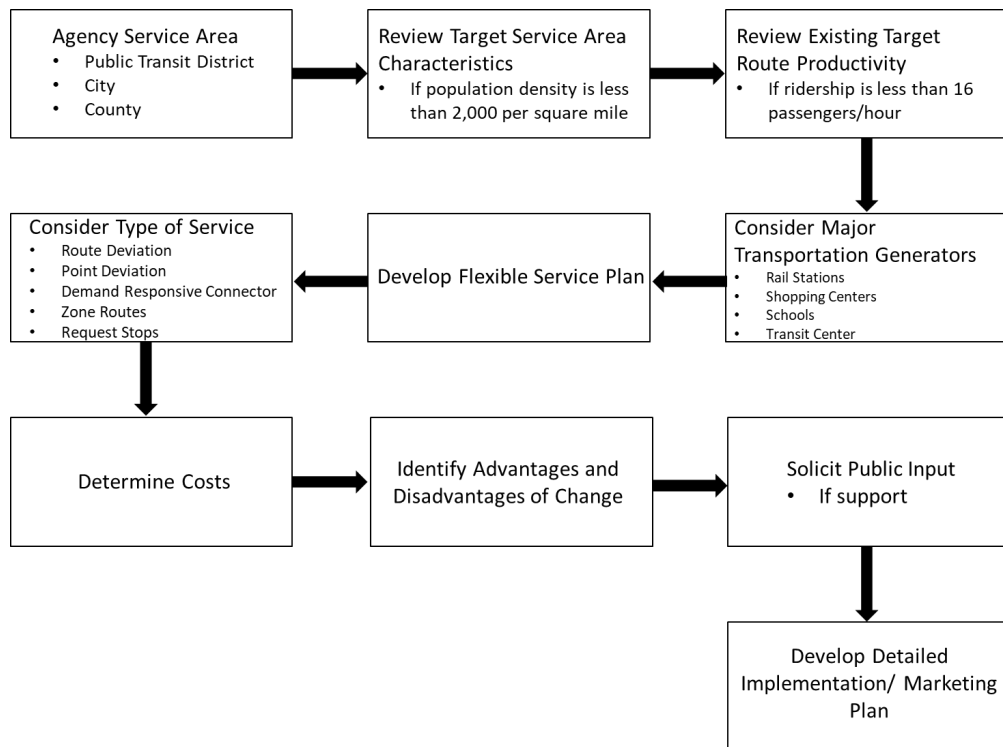 Agency Service Area
• Public Transit District
• City
• County
Review Target Service Area
Characteristics
• If population density is less
than 2,000 per square mile
Review Existing Target
Route Productivity
• If ridership is less than 16
passengers/hour
Consider Major
Transportation Generators
• Rail Stations
• Shopping Centers
• Schools
• Transit Center
Develop Flexible Service Plan
Consider Type of Service
• Route Deviation
• Point Deviation
• Demand Responsive Connector
• Zone Routes
• Request Stops
Determine Costs
Identify Advantages and
Disadvantages of Change
Solicit Public Input
• If support
Develop Detailed
Implementation/ Marketing
Plan